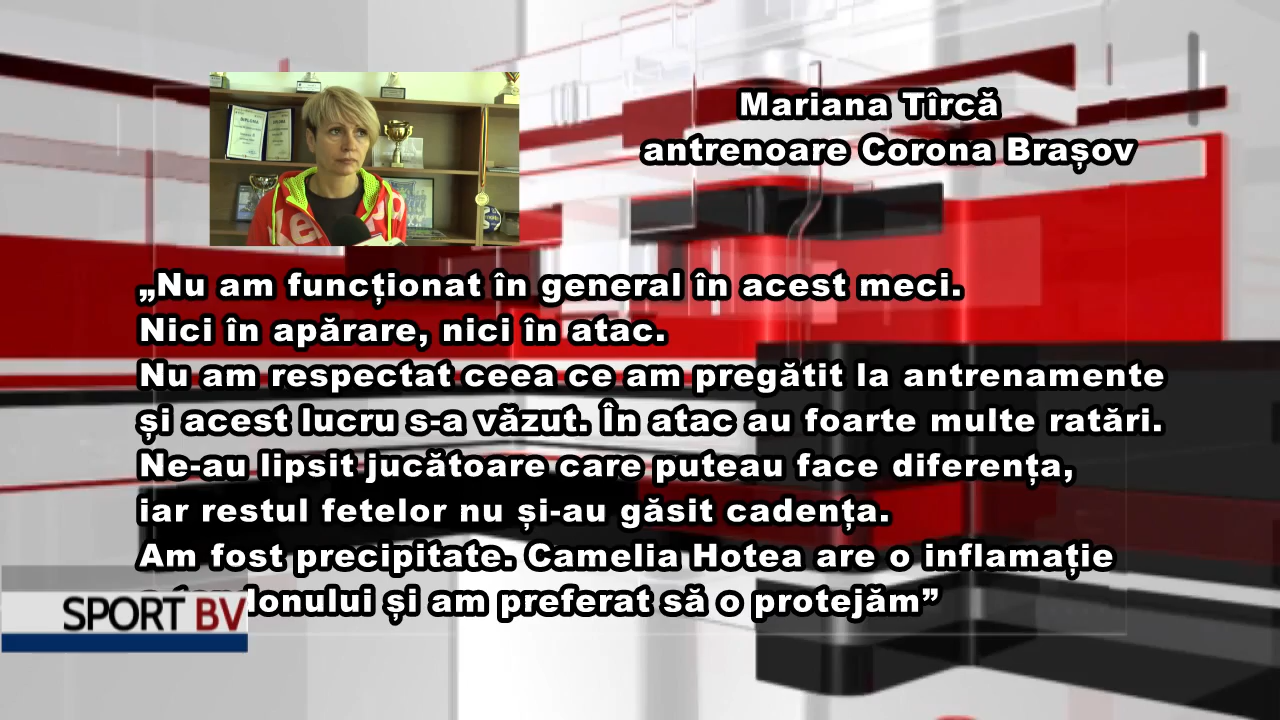 Mariana Tîrcă
antrenoare Corona Brașov
„Nu am funcționat în general în acest meci.
Nici în apărare, nici în atac.
Nu am respectat ceea ce am pregătit la antrenamente
și acest lucru s-a văzut. În atac au foarte multe ratări.
Ne-au lipsit jucătoare care puteau face diferența,
iar restul fetelor nu și-au găsit cadența.
Am fost precipitate. Camelia Hotea are o inflamație
și am preferat să o protejăm”
SPORT BV
DIPLOMA